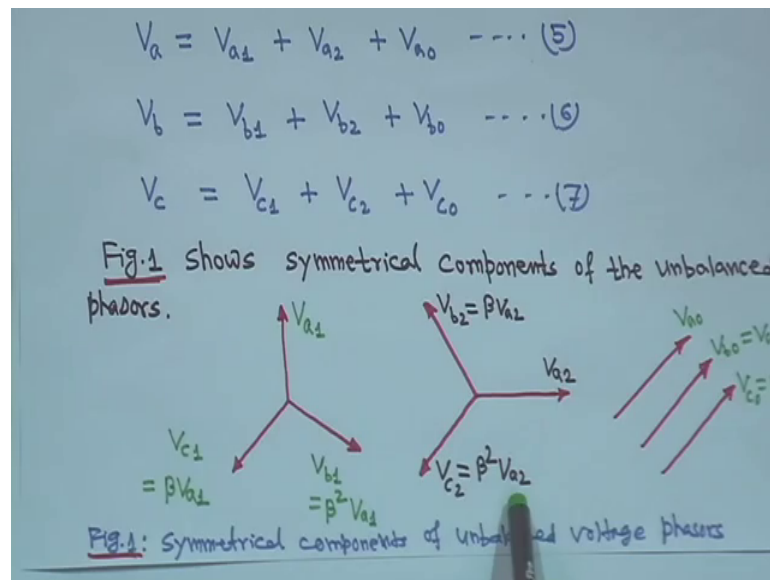 Va = Va1 + Va2 + Va0 ---- (5)
Vb = Vb1 + Vb2 + Vb0 ----(6)
Vc = Vc1 + Vc2 + Vc0 ---(7)
Fig.1 shows symmetrical components of the unbalanced
phasors.
Va1
Vc1
= βVa1
Vb1
= β²Va1
Vb2 = βVa2
Va2
Vc2 = β²Va2
Va0
Vb0 =
Vc0 =
Fig.1: Symmetrical components of unbalanced voltage phasors